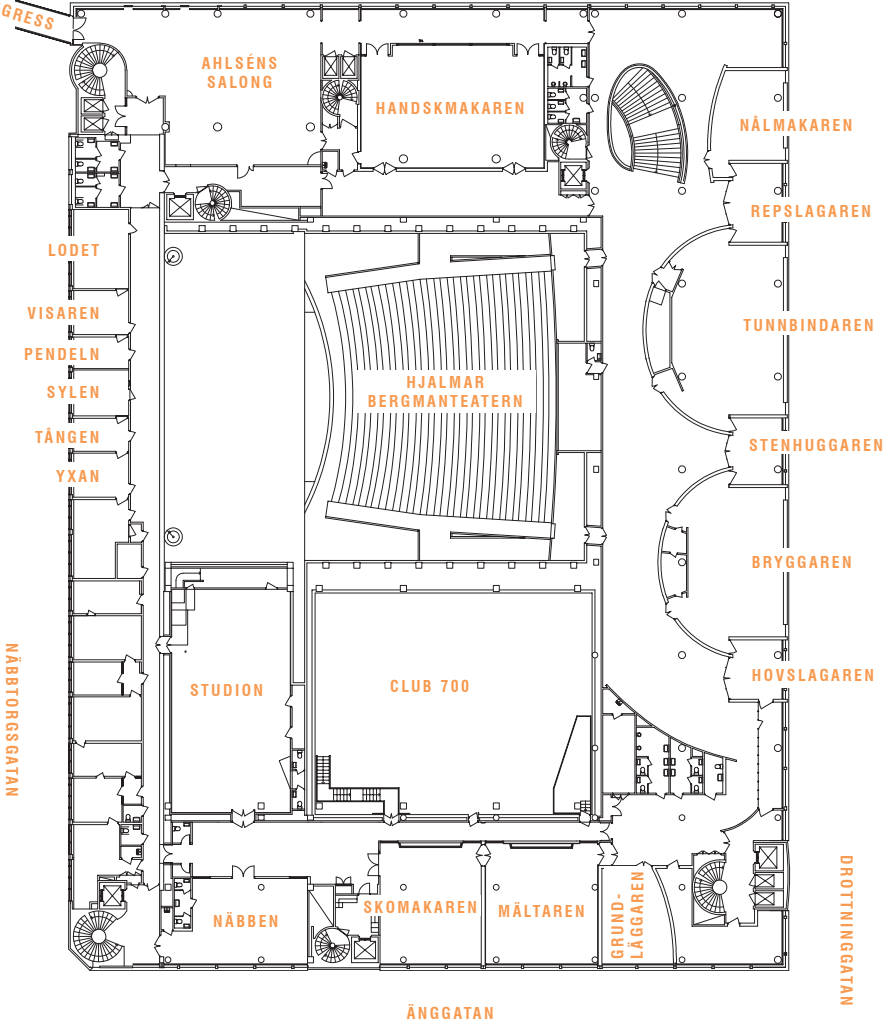 GRESS
AHLSÉNS
SALONG
HANDSKMAKAREN
NÅLMAKAREN
REPSLAGAREN
LODET
VISAREN
TUNNBINDAREN
PENDELN
HJALMAR
BERGMANTEATERN
SYLEN
TÅNGEN
STENHUGGAREN
YXAN
BRYGGAREN
NÄBBTORGSGATAN
STUDION
CLUB 700
HOVSLAGAREN
NÄBBEN
SKOMAKAREN
MÄLTAREN
GRUND-
LÄGGAREN
DROTTNINGGATAN
ÄNGGATAN